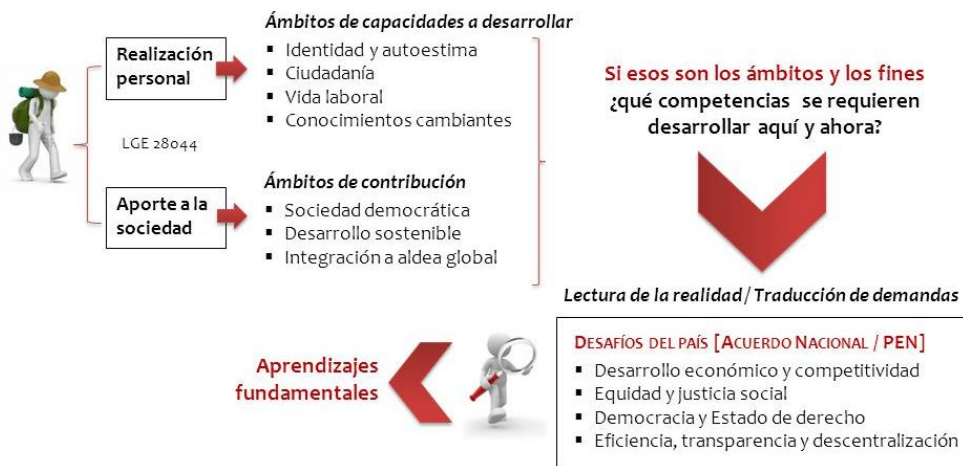 Realización
personal
LGE 28044
Aporte a la
sociedad
Ámbitos de capacidades a desarrollar
▪ Identidad y autoestima
▪ Ciudadanía
▪ Vida laboral
▪ Conocimientos cambiantes
Ámbitos de contribución
▪ Sociedad democrática
▪ Desarrollo sostenible
▪ Integración a aldea global
Si esos son los ámbitos y los fines
¿qué competencias se requieren
desarrollar aquí y ahora?
Lectura de la realidad / Traducción de demandas
DESAFÍOS DEL PAÍS [ACUERDO NACIONAL / PEN]
▪ Desarrollo económico y competitividad
▪ Equidad y justicia social
▪ Democracia y Estado de derecho
▪ Eficiencia, transparencia y descentralización
Aprendizajes
fundamentales